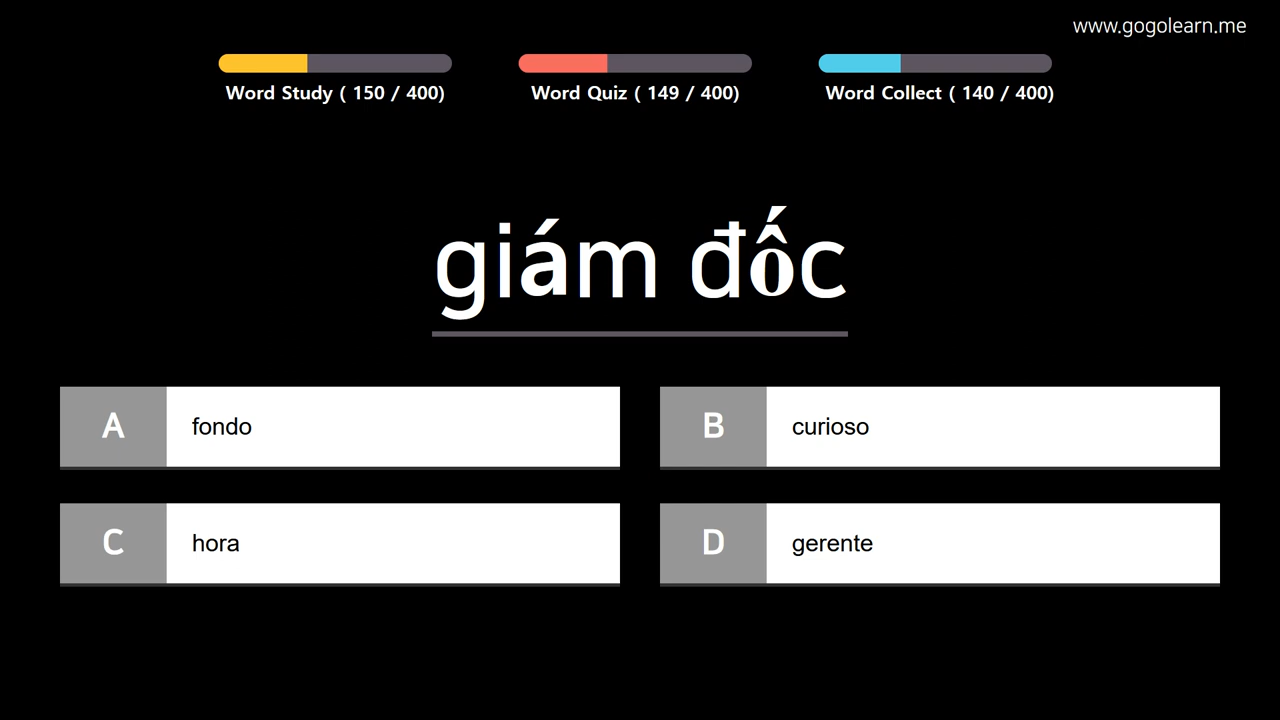 www.gogolearn.me
Word Study ( 150 / 400)
Word Quiz ( 149 / 400)
Word Collect ( 140 / 400)
giám đốc
A fondo
B curioso
C hora
D gerente